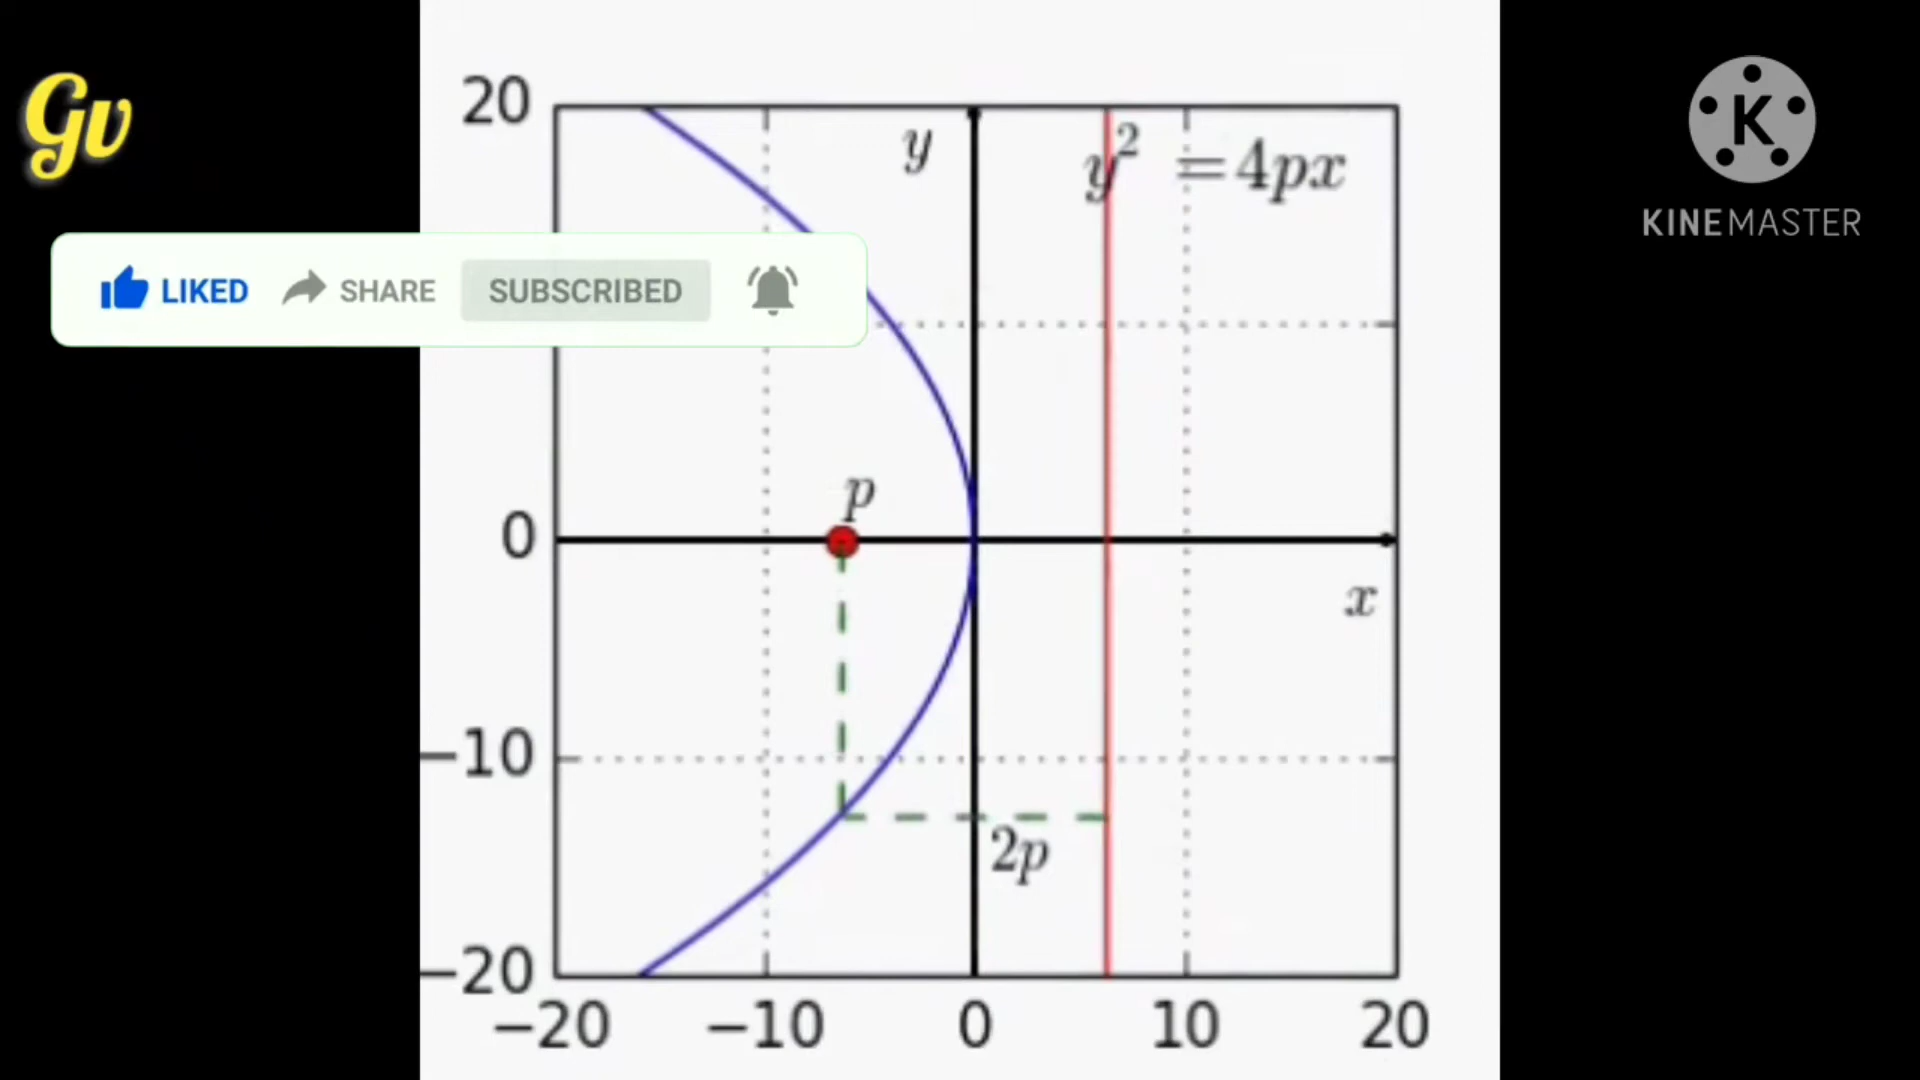 Gv
20
y
y² = 4px
K
KINEMASTER
LIKED SHARE SUBSCRIBED
p
0
x
−10
2p
−20
−20 −10 0 10 20